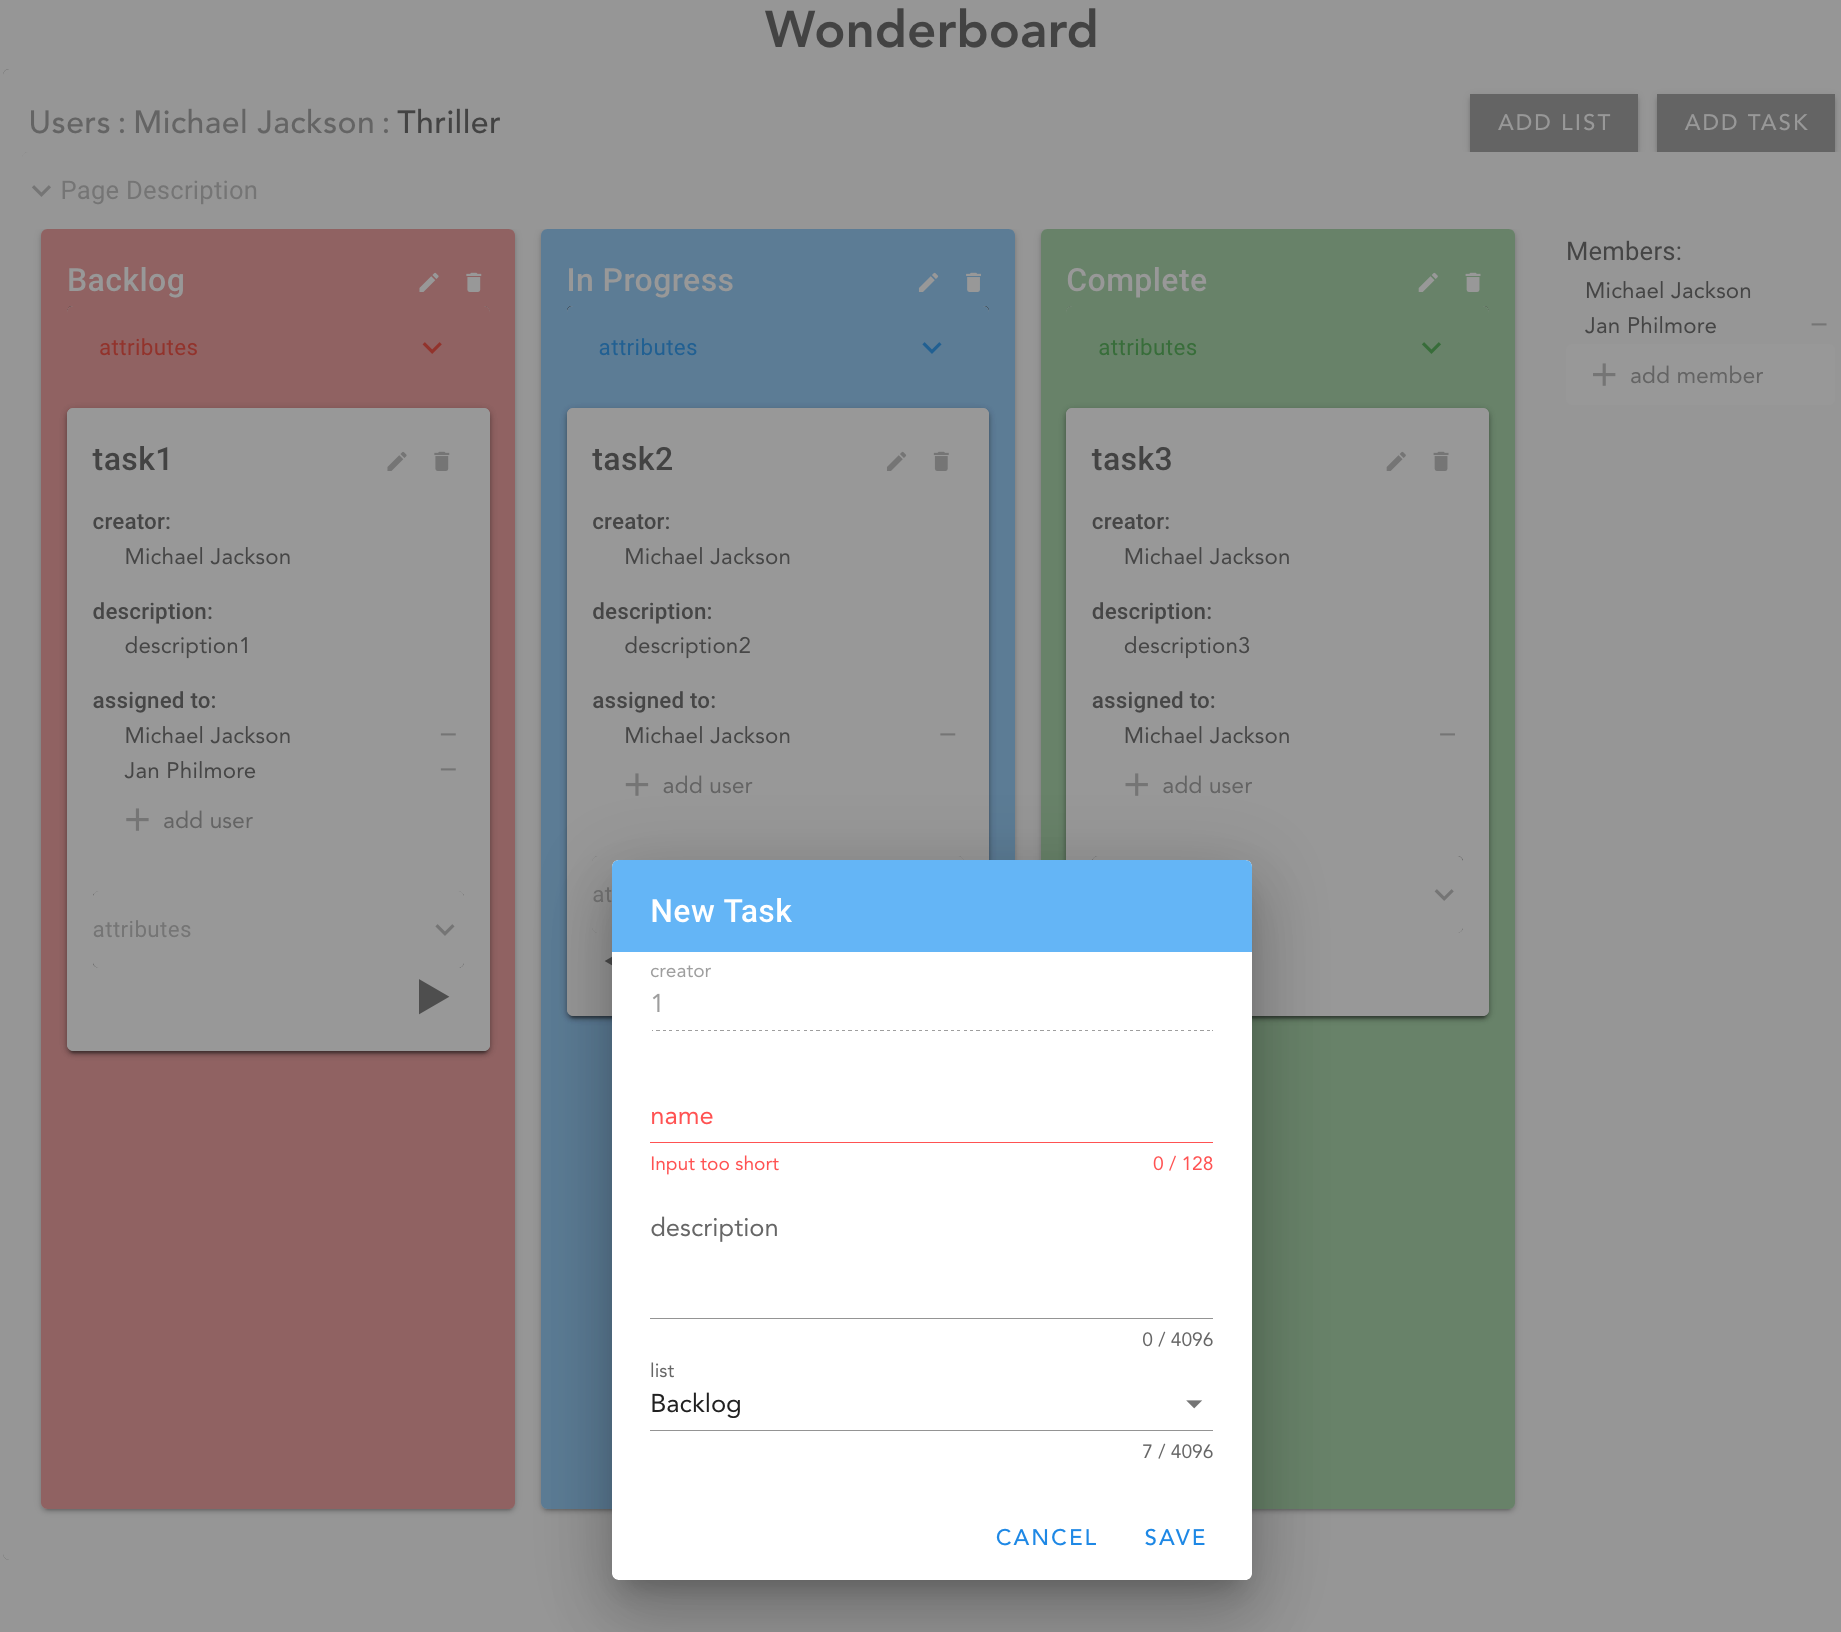 Wonderboard
Users : Michael Jackson : Thriller
ADD LIST
ADD TASK
Page Description
Backlog
attributes
task1
creator:
Michael Jackson
description:
description1
assigned to:
Michael Jackson
Jan Philmore
add user
attributes
In Progress
attributes
task2
creator:
Michael Jackson
description:
description2
assigned to:
Michael Jackson
add user
Complete
attributes
task3
creator:
Michael Jackson
description:
description3
assigned to:
Michael Jackson
add user
Members:
Michael Jackson
Jan Philmore
add member
New Task
creator
1
name
Input too short
0 / 128
description
0 / 4096
list
Backlog
7 / 4096
CANCEL
SAVE